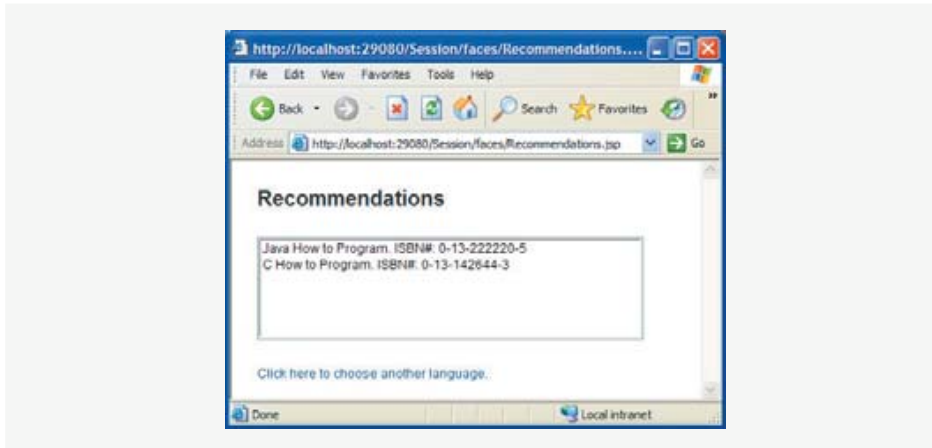 http://localhost:29080/Session/faces/Recommendations....
File Edit View Favorites Tools Help
Back Search Favorites
Address http://localhost:29080/Session/faces/Recommendations.jsp Go
Recommendations
Java How to Program. ISBN#: 0-13-222220-5
C How to Program. ISBN#: 0-13-142644-3
Click here to choose another language.
Done Local intranet